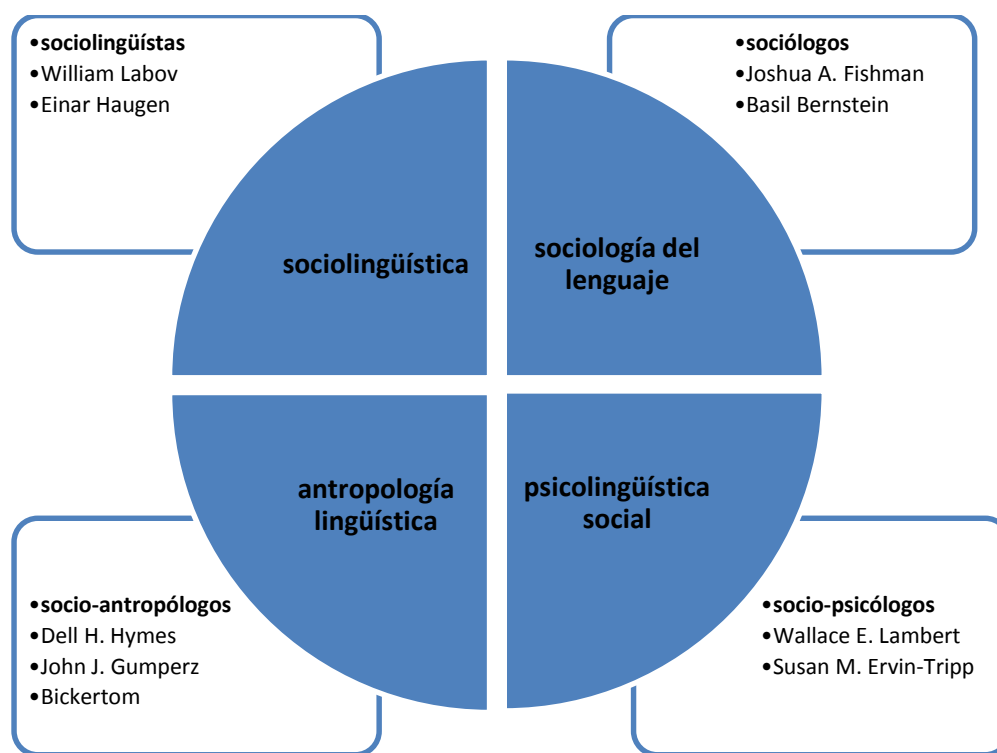 •sociolingüístas
•William Labov
•Einar Haugen
•sociólogos
•Joshua A. Fishman
•Basil Bernstein
sociolingüística
sociología del
lenguaje
antropología
lingüística
psicolingüística
social
•socio-antropólogos
•Dell H. Hymes
•John J. Gumperz
•Bickertom
•socio-psicólogos
•Wallace E. Lambert
•Susan M. Ervin-Tripp